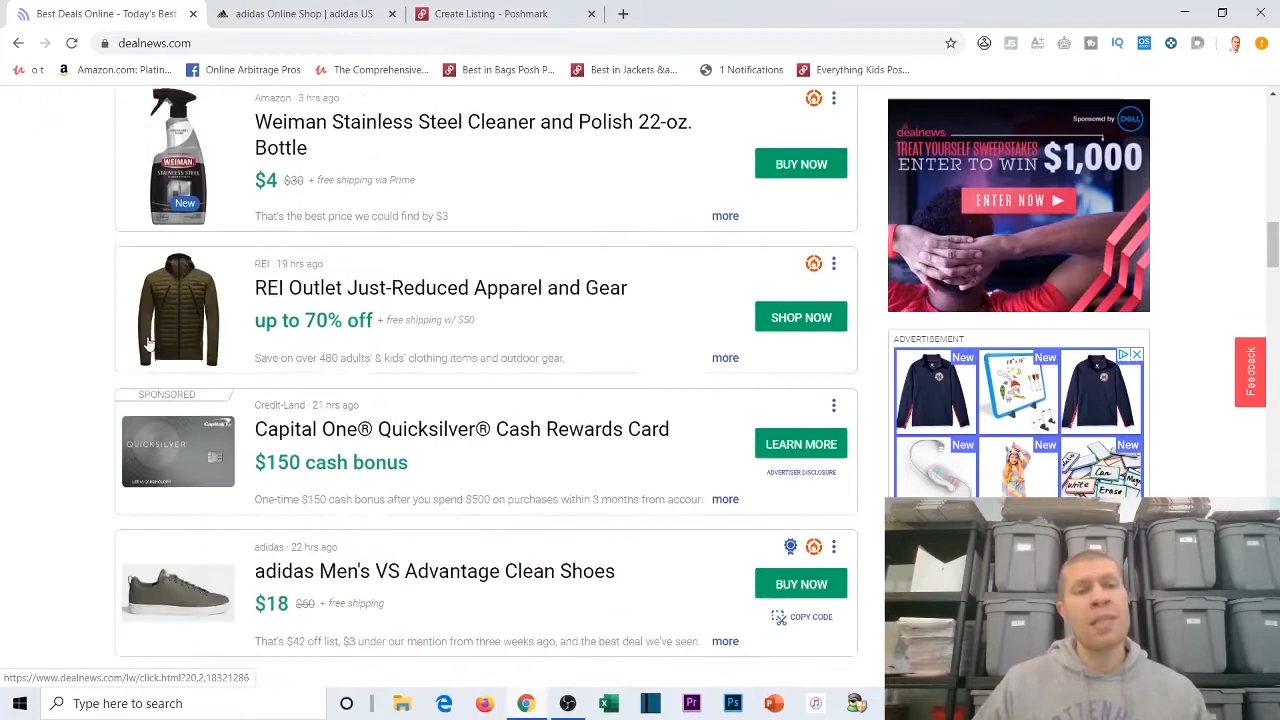 Best Deals Online - Today's Best
adidas Online Shop | adidas US
Create Listing - Poshmark
dealnews.com
o t
Amazon.com: Platin...
Online Arbitrage Pros
The Comprehensive...
Best in Bags Posh P...
Best in Jackets &a...
1 Notifications
Everything Kids Pos...
Amazon · 3 hrs ago
Weiman Stainless Steel Cleaner and Polish 22-oz.
Bottle
BUY NOW
WEIMAN
STAINLESS STEEL
New
That's the best price we could find by $3
more
REI · 19 hrs ago
REI Outlet Just-Reduced Apparel and Gear
up to 70% off + free shipping w/ $50
SHOP NOW
Save on over 480 adults' & kids' clothing items and outdoor gear.
more
SPONSORED
hrs ago
Capital One® Quicksilver® Cash Rewards Card
QUICKSILVER
$150 cash bonus
LEARN MORE
ADVERTISER DISCLOSURE
One time $150 cash bonus after you spend $500 on purchases within 3 months from accoun
more
adidas · 22 hrs ago
adidas Men's VS Advantage Clean Shoes
$18 $60 + free shipping
BUY NOW
COPY CODE
That's $42 off list, $3 under our mention from three weeks ago, and the best deal we've seen.
more
Sponsored by DELL
dealnews
TREAT YOURSELF SWEEPSTAKES
ENTER TO WIN $1,000
ENTER NOW
ADVERTISEMENT
New
New
New
New
New
Can
Write
Erase
Feedback
https://www.dealnews.com/lw/click.html?20,2,18321286
Type here to search